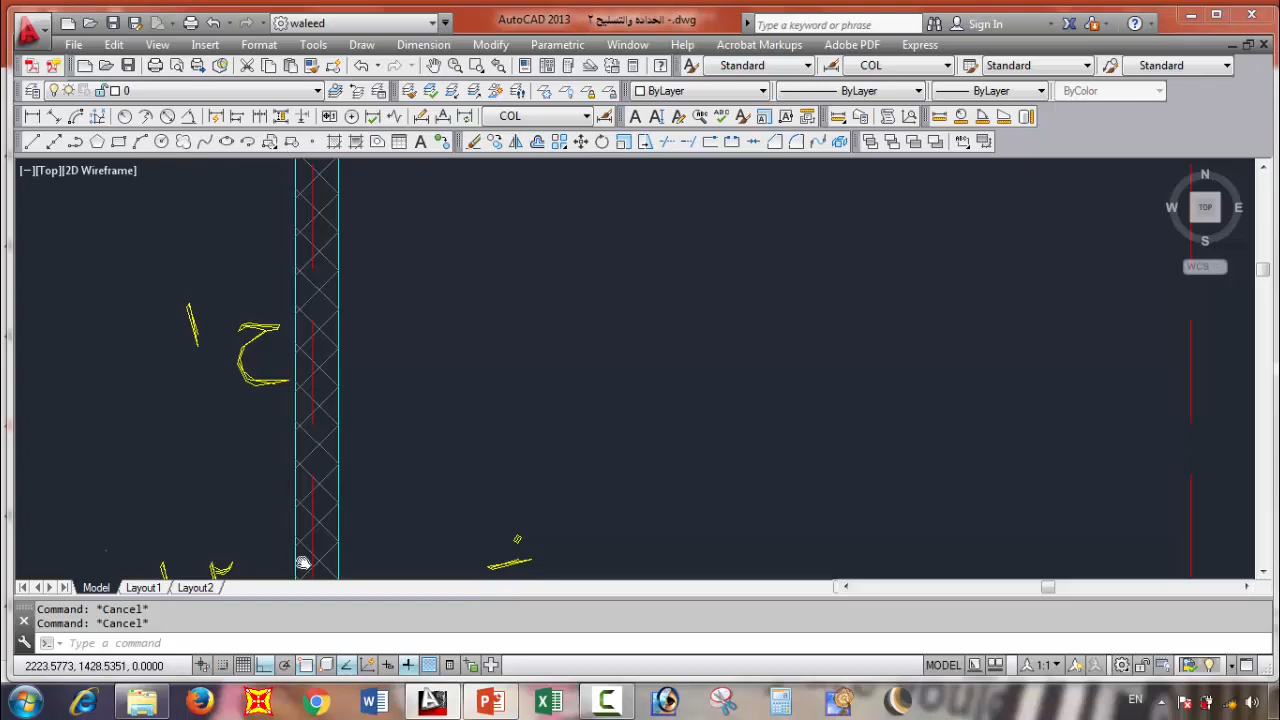 waleed
AutoCAD 2013
الحداده والتسليح ٢ -.dwg
Type a keyword or phrase
Sign In
File Edit View Insert Format Tools Draw Dimension Modify Parametric Window Help Acrobat Markups Adobe PDF Express
Standard COL Standard Standard
0 ByLayer ByLayer ByLayer ByColor
COL
[−][Top][2D Wireframe]
N
W TOP E
S
WCS
ح ١
Model Layout1 Layout2
Command: *Cancel*
Command: *Cancel*
Type a command
2223.5773, 1428.5351, 0.0000
MODEL 1:1
EN